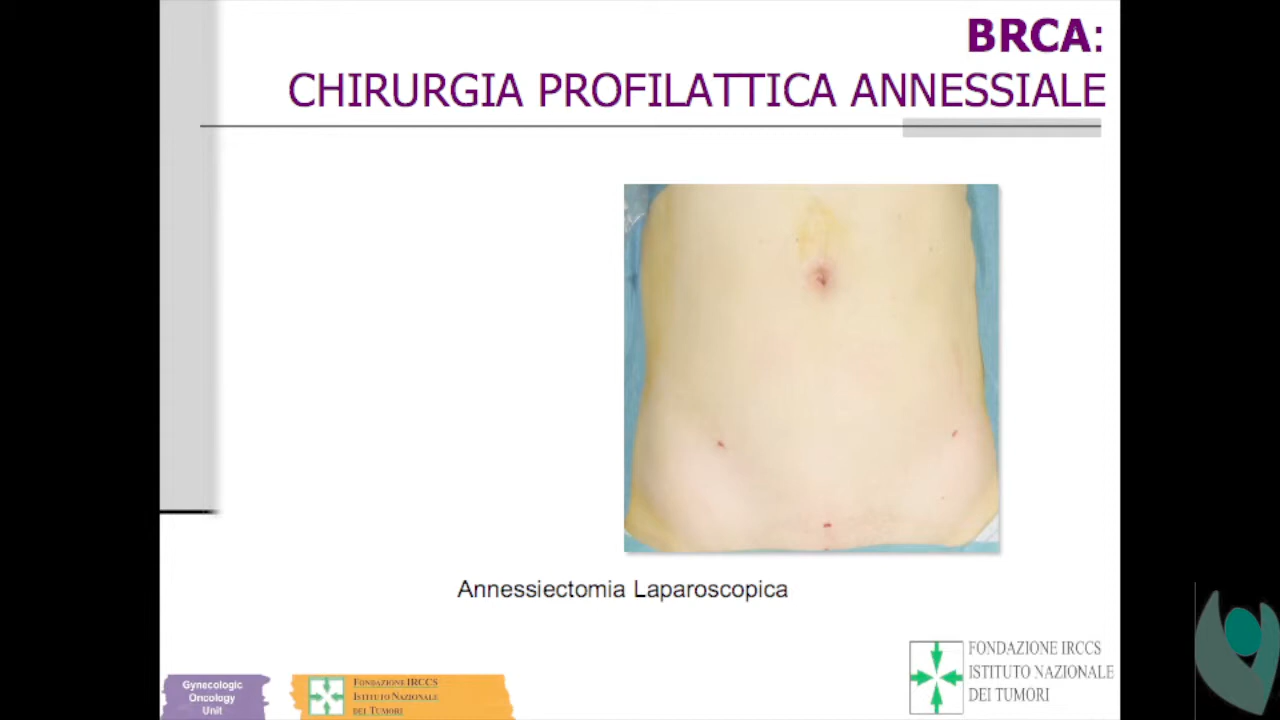 BRCA:
CHIRURGIA PROFILATTICA ANNESSIALE
Annessiectomia Laparoscopica
FONDAZIONE IRCCS
ISTITUTO NAZIONALE
DEI TUMORI
Gynecologic
Oncology
Unit
FONDAZIONE IRCCS
ISTITUTO NAZIONALE
DEI TUMORI